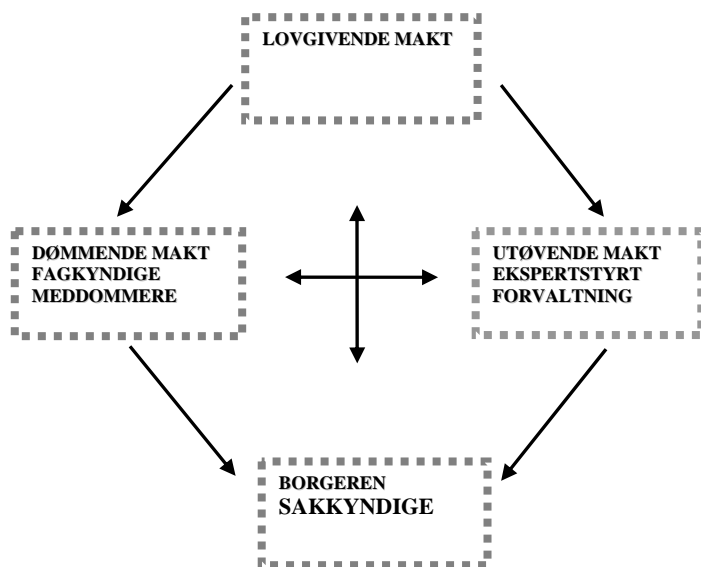 LOVGIVENDE MAKT
DØMMENDE MAKT
FAGKYNDIGE
MEDDOMMERE
UTØVENDE MAKT
EKSPERTSTYRT
FORVALTNING
BORGEREN
SAKKYNDIGE